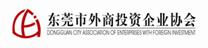 东莞市外商投资企业协会
DONGGUAN CITY ASSOCIATION OF ENTERPRISES WITH FOREIGN INVESTMENT